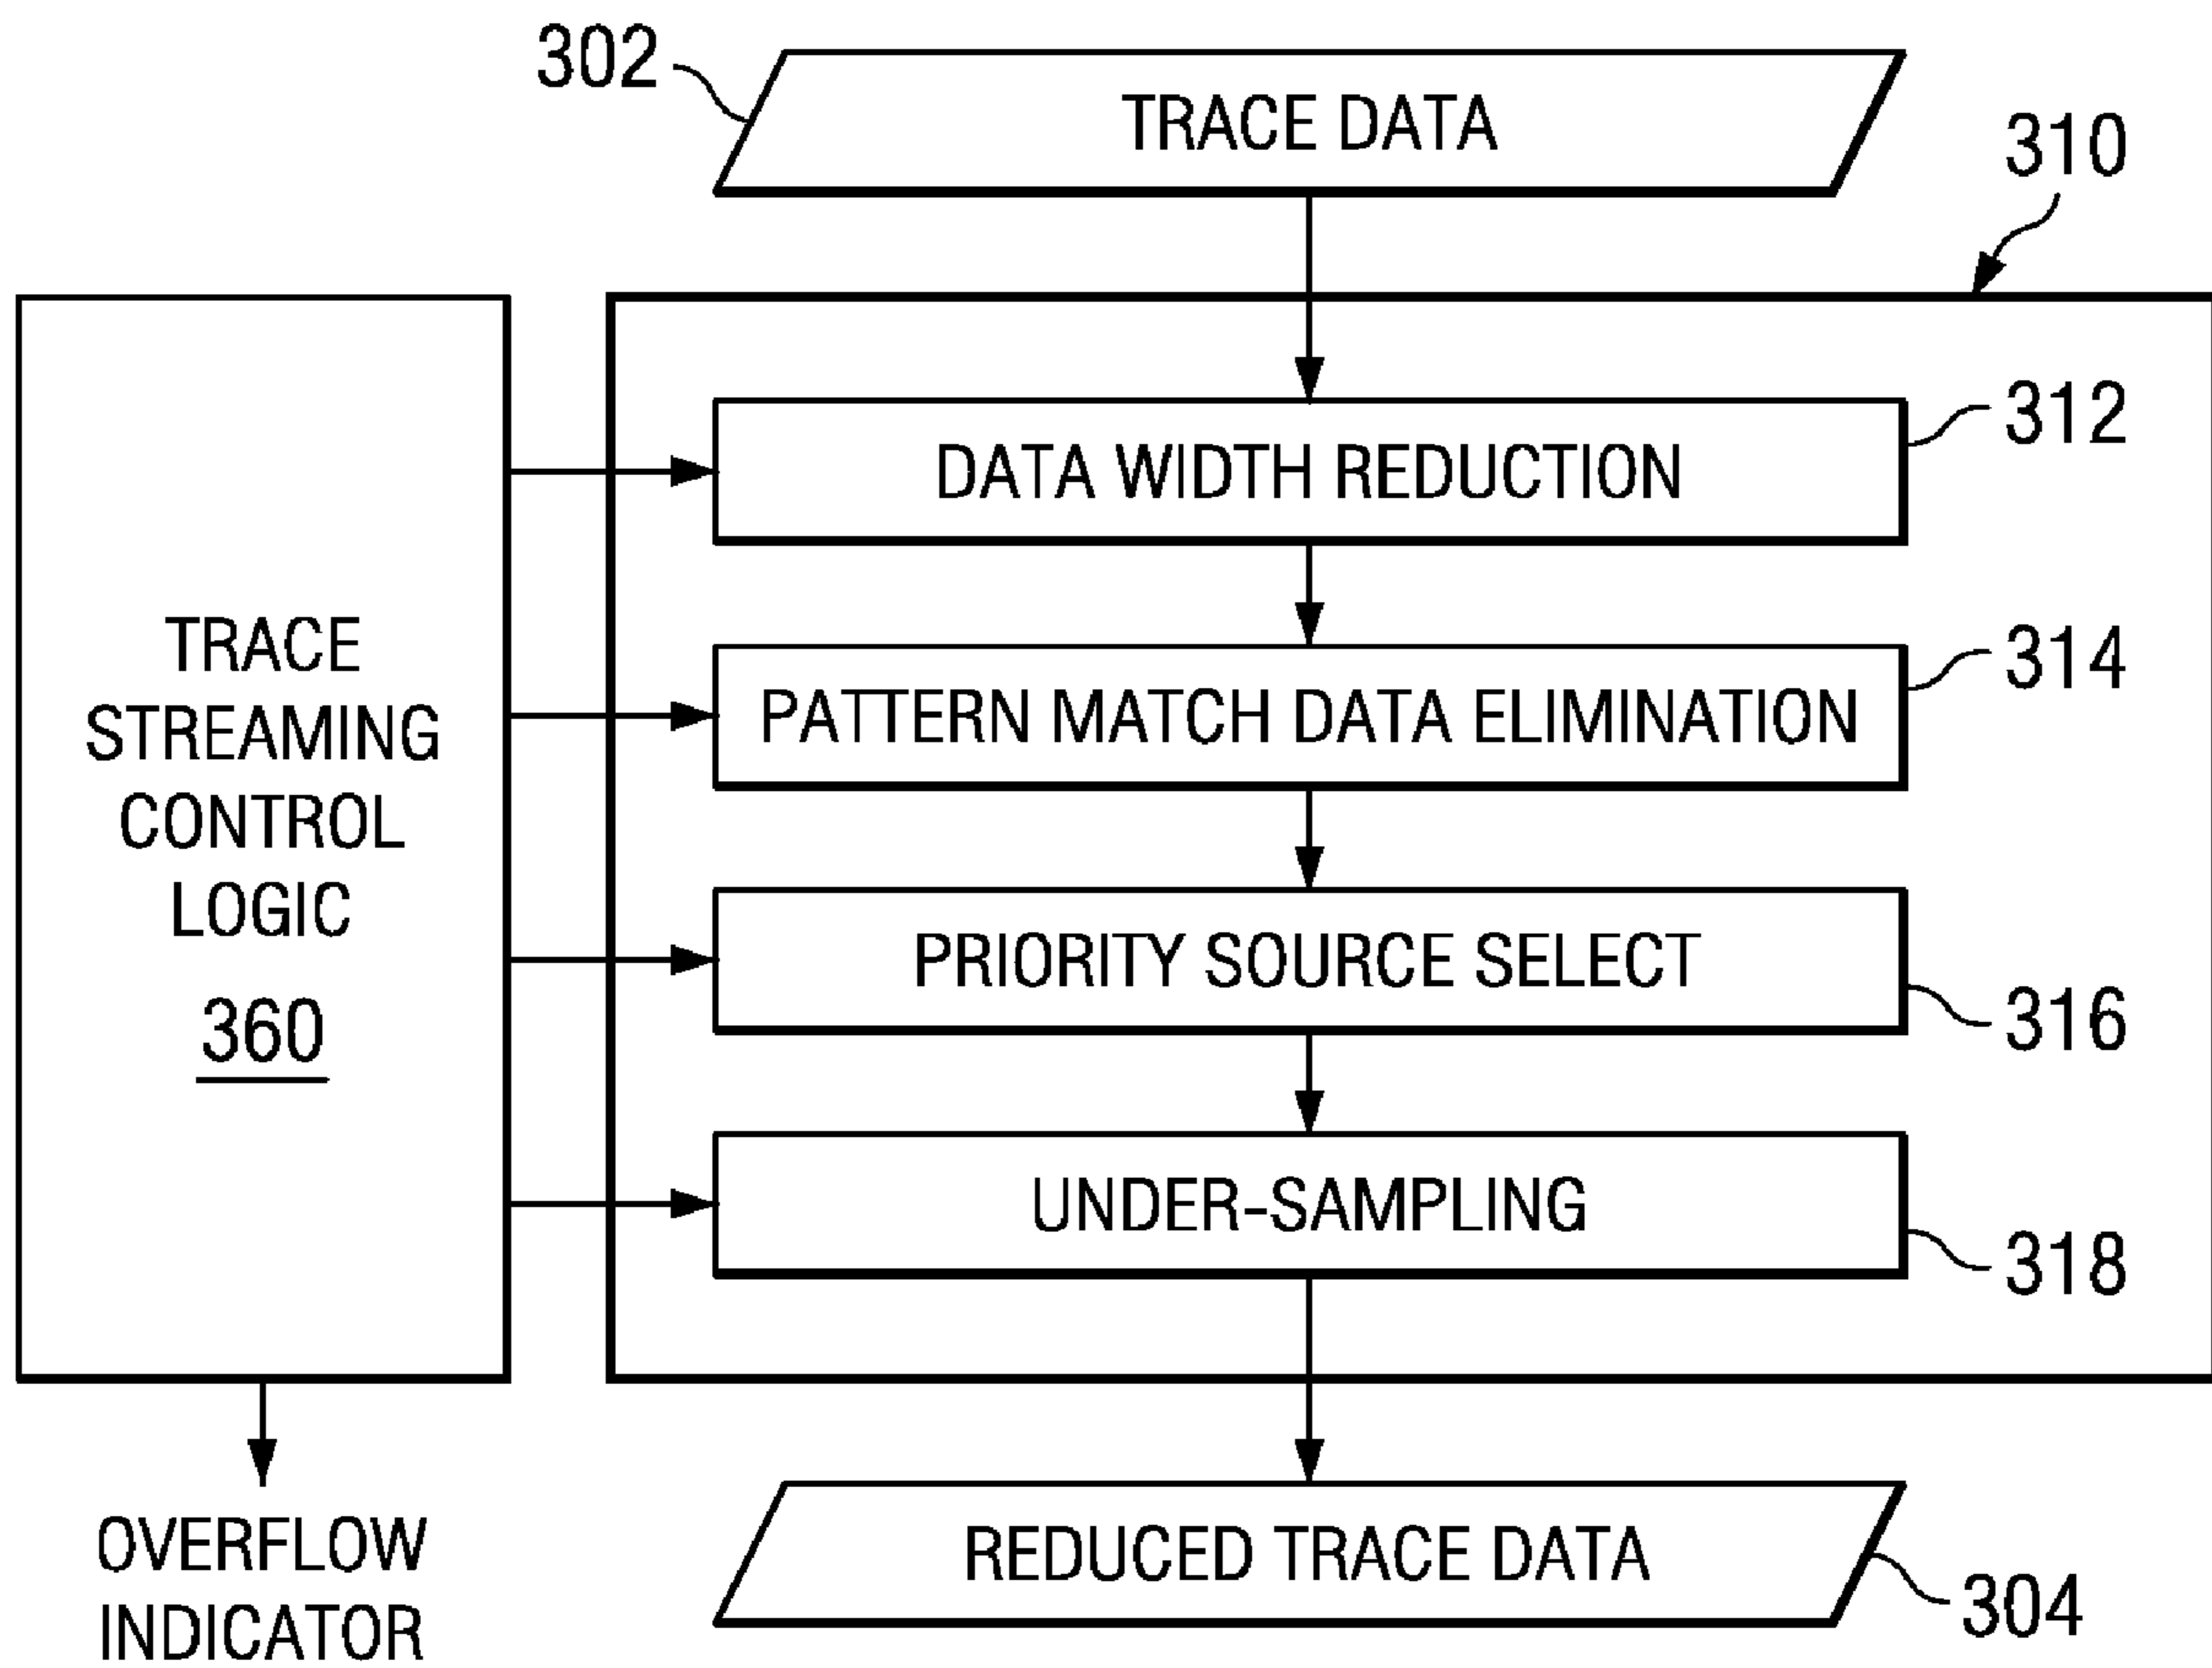 302
TRACE DATA
310
312
DATA WIDTH REDUCTION
314
PATTERN MATCH DATA ELIMINATION
TRACE
STREAMING
CONTROL
LOGIC
360
PRIORITY SOURCE SELECT
316
UNDER-SAMPLING
318
OVERFLOW
INDICATOR
REDUCED TRACE DATA
304